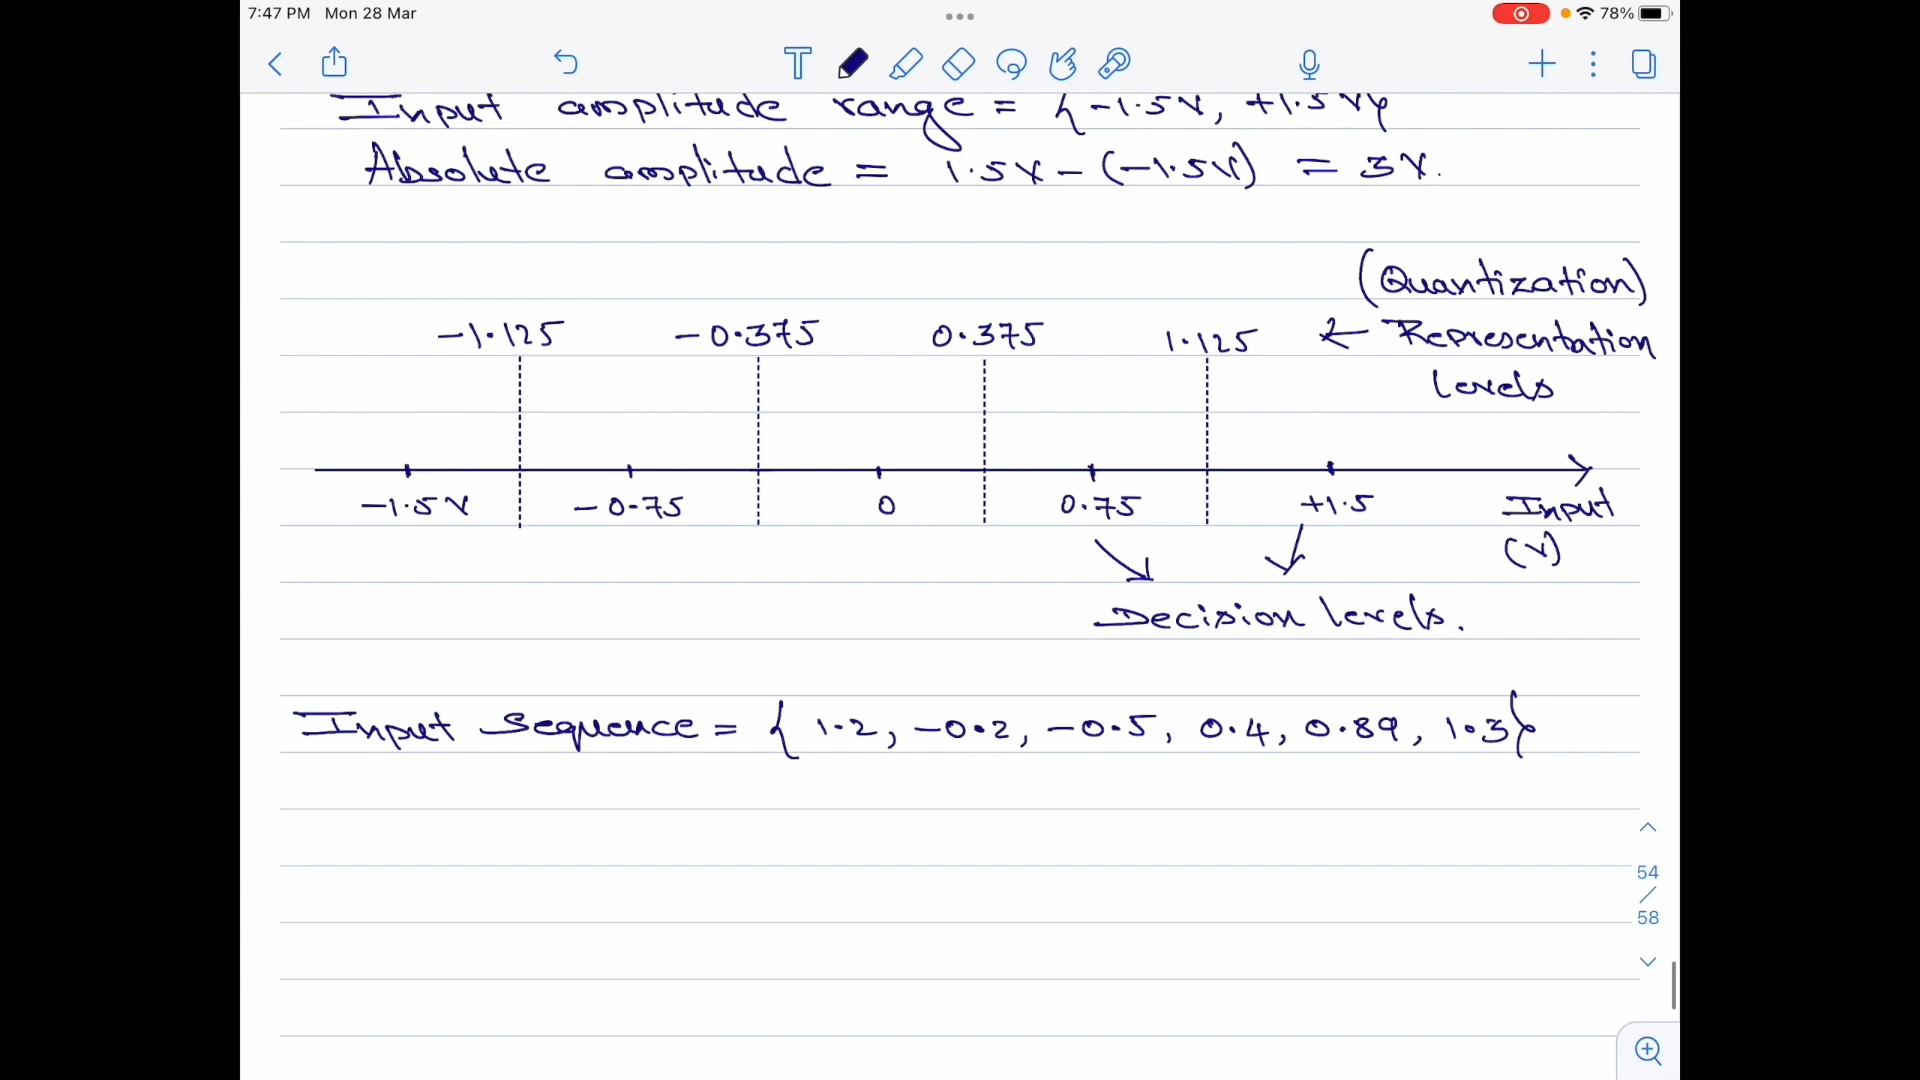 7:47 PM Mon 28 Mar
78%
Input amplitude range = {-1.5V, +1.5V}
Absolute amplitude = 1.5V - (-1.5V) = 3V.
(Quantization)
-1.125 -0.375 0.375 1.125 ← Representation
levels
-1.5V -0.75 0 0.75 +1.5 Input
(V)
Decision levels.
Input Sequence = { 1.2, -0.2, -0.5, 0.4, 0.89, 1.3}
54
/
58